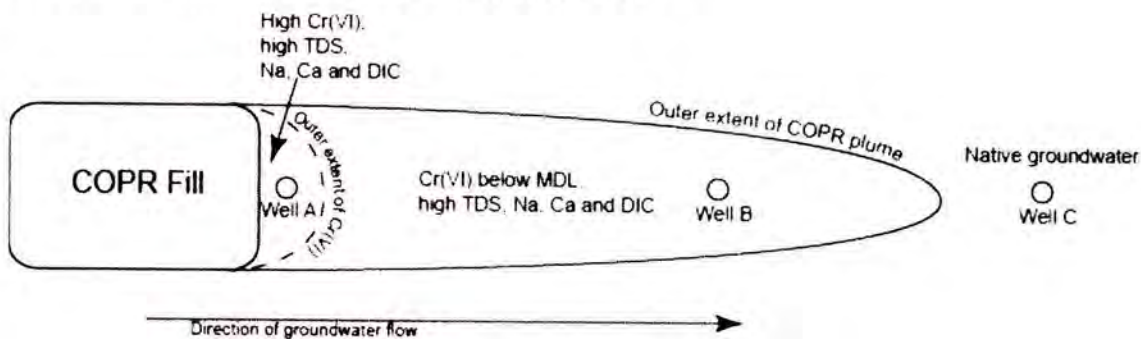 High Cr(VI),
high TDS,
Na, Ca and DIC
COPR Fill
Well A
Outer extent of Cr(VI)
Cr(VI) below MDL
high TDS, Na, Ca and DIC
Outer extent of COPR plume
Well B
Native groundwater
Well C
Direction of groundwater flow